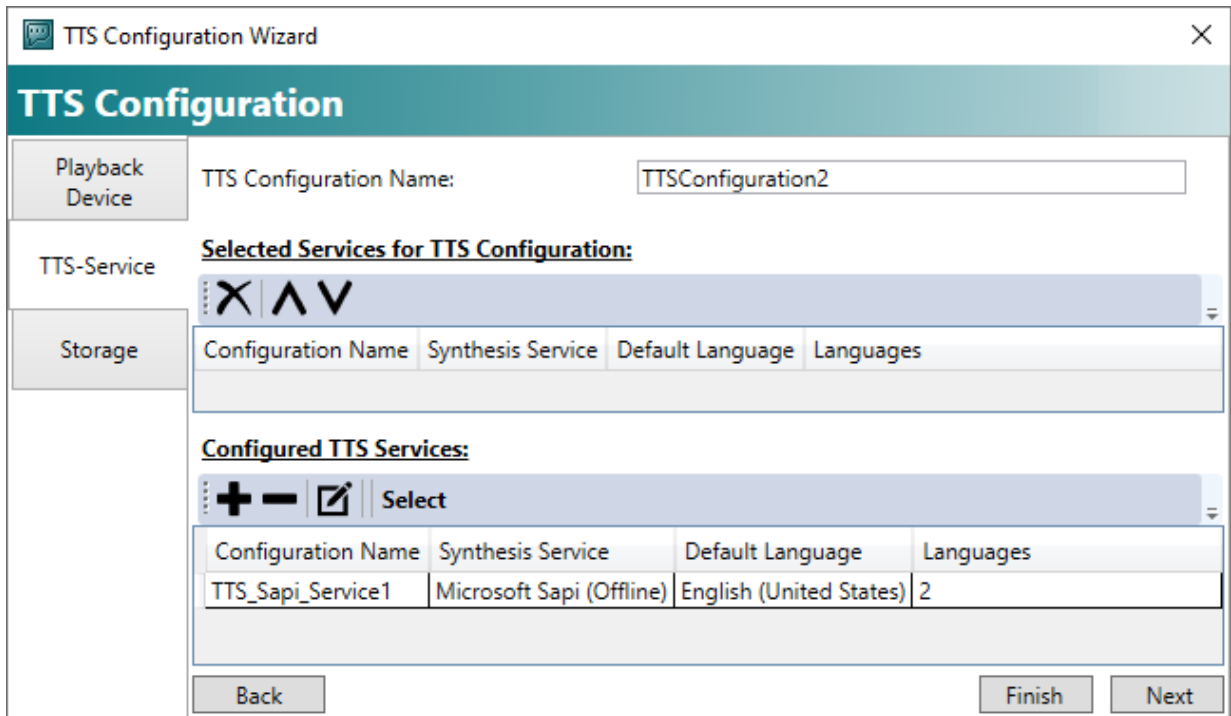 TTS Configuration Wizard
TTS Configuration
Playback
Device
TTS Configuration Name: TTSConfiguration2
TTS-Service
Selected Services for TTS Configuration:
Storage
Configuration Name Synthesis Service Default Language Languages
Configured TTS Services:
Select
Configuration Name Synthesis Service Default Language Languages
TTS_Sapi_Service1 Microsoft Sapi (Offline) English (United States) 2
Back Finish Next